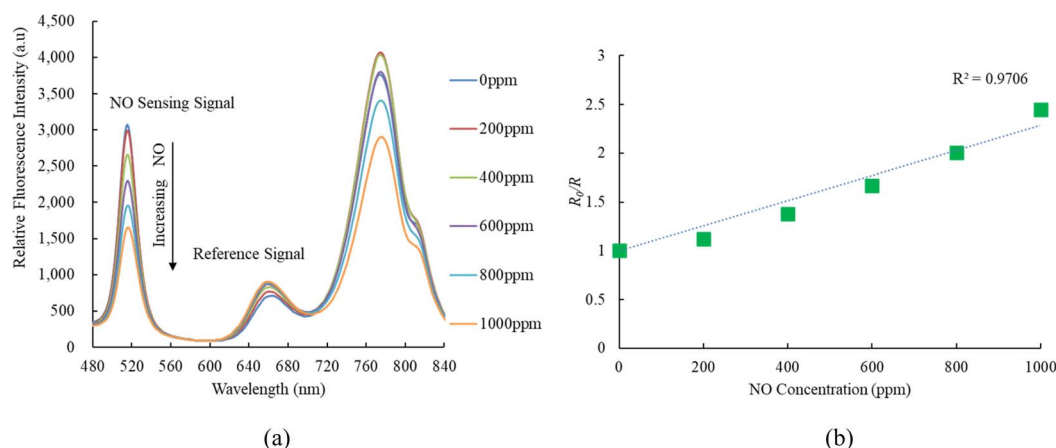 4,500
4,000
3,500
3,000
2,500
2,000
1,500
1,000
500
0
Relative Fluorescence Intensity (a.u)
480 520 560 600 640 680 720 760 800 840
Wavelength (nm)
NO Sensing Signal
Increasing NO
Reference Signal
0ppm
200ppm
400ppm
600ppm
800ppm
1000ppm
(a)
3
2.5
2
1.5
1
0.5
0
R0/R
R² = 0.9706
0 200 400 600 800 1000
NO Concentration (ppm)
(b)